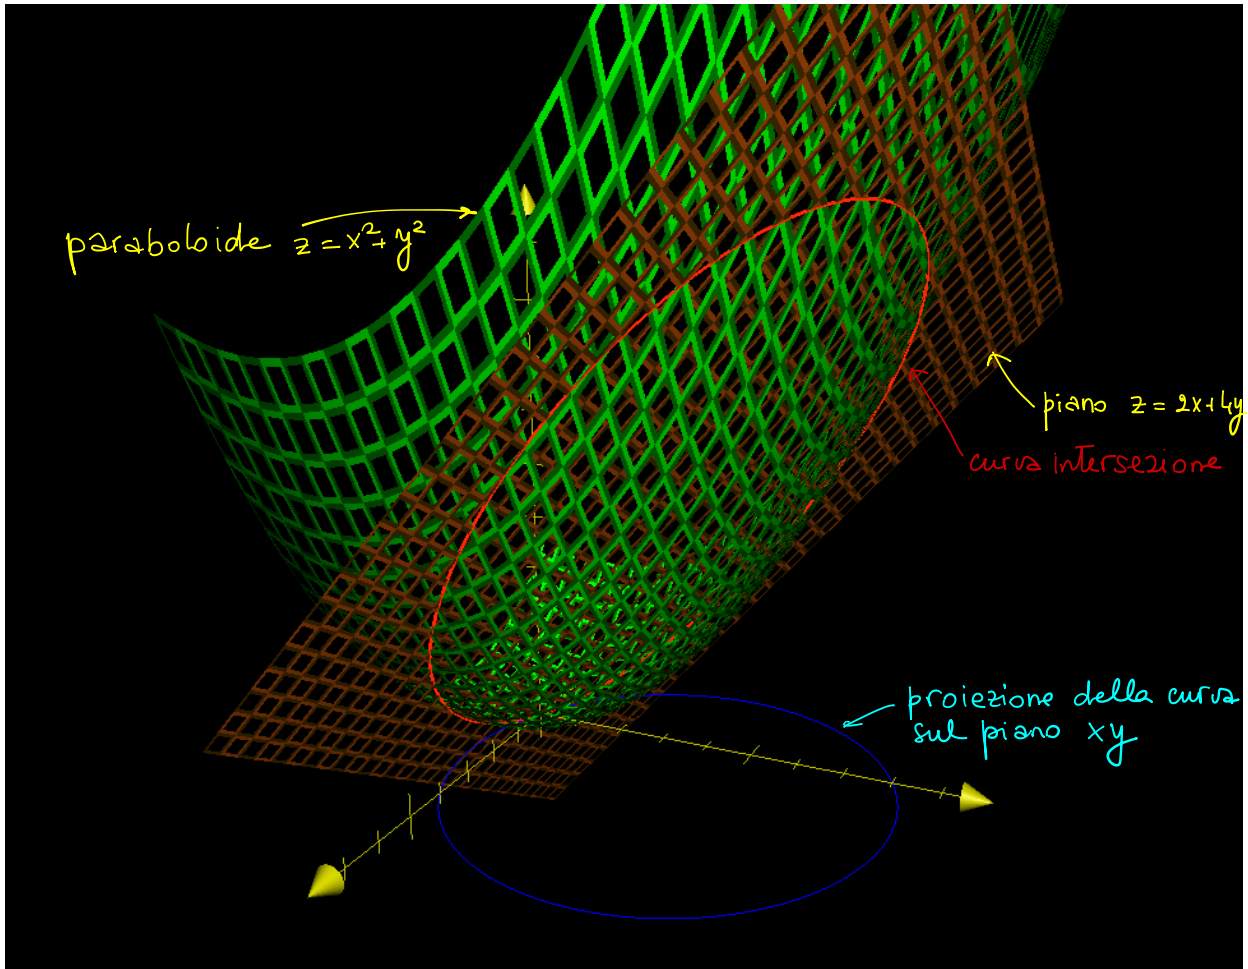 paraboloide z = x² + y²
piano z = 2x + 4y
curva intersezione
proiezione della curva
sul piano xy